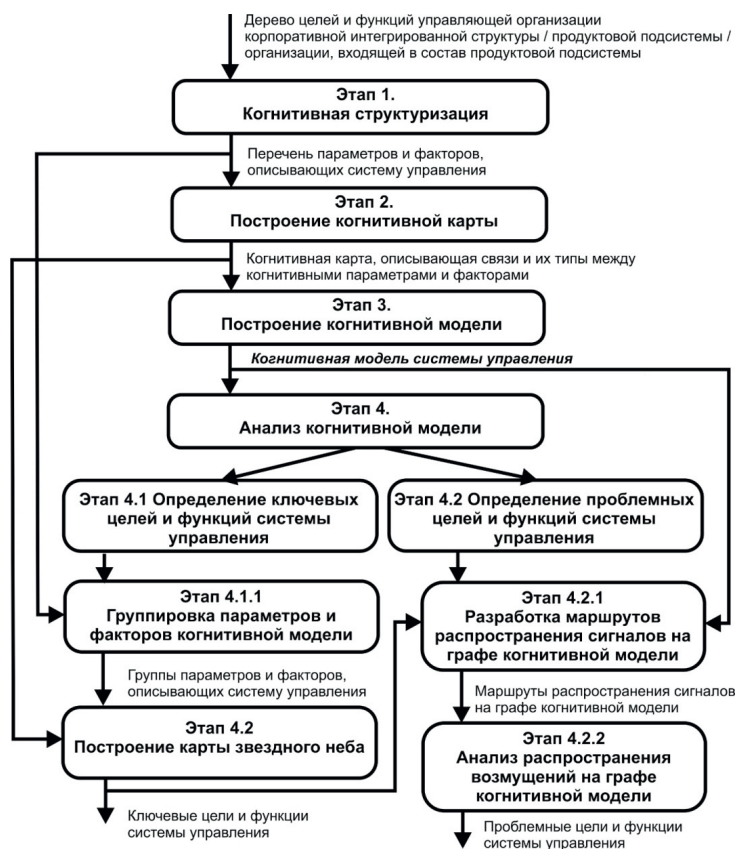 Дерево целей и функций управляющей организации
корпоративной интегрированной структуры / продуктовой подсистемы /
организации, входящей в состав продуктовой подсистемы
Этап 1.
Когнитивная структуризация
Перечень параметров и факторов,
описывающих систему управления
Этап 2.
Построение когнитивной карты
Когнитивная карта, описывающая связи и их типы между
когнитивными параметрами и факторами
Этап 3.
Построение когнитивной модели
Когнитивная модель системы управления
Этап 4.
Анализ когнитивной модели
Этап 4.1 Определение ключевых
целей и функций системы
управления
Этап 4.2 Определение проблемных
целей и функций системы
управления
Этап 4.1.1
Группировка параметров и
факторов когнитивной модели
Этап 4.2.1
Разработка маршрутов
распространения сигналов на
графе когнитивной модели
Группы параметров и факторов,
описывающих систему управления
Маршруты распространения сигналов
на графе когнитивной модели
Этап 4.2
Построение карты звездного неба
Этап 4.2.2
Анализ распространения
возмущений на графе
когнитивной модели
Ключевые цели и функции
системы управления
Проблемные цели и функции
системы управления